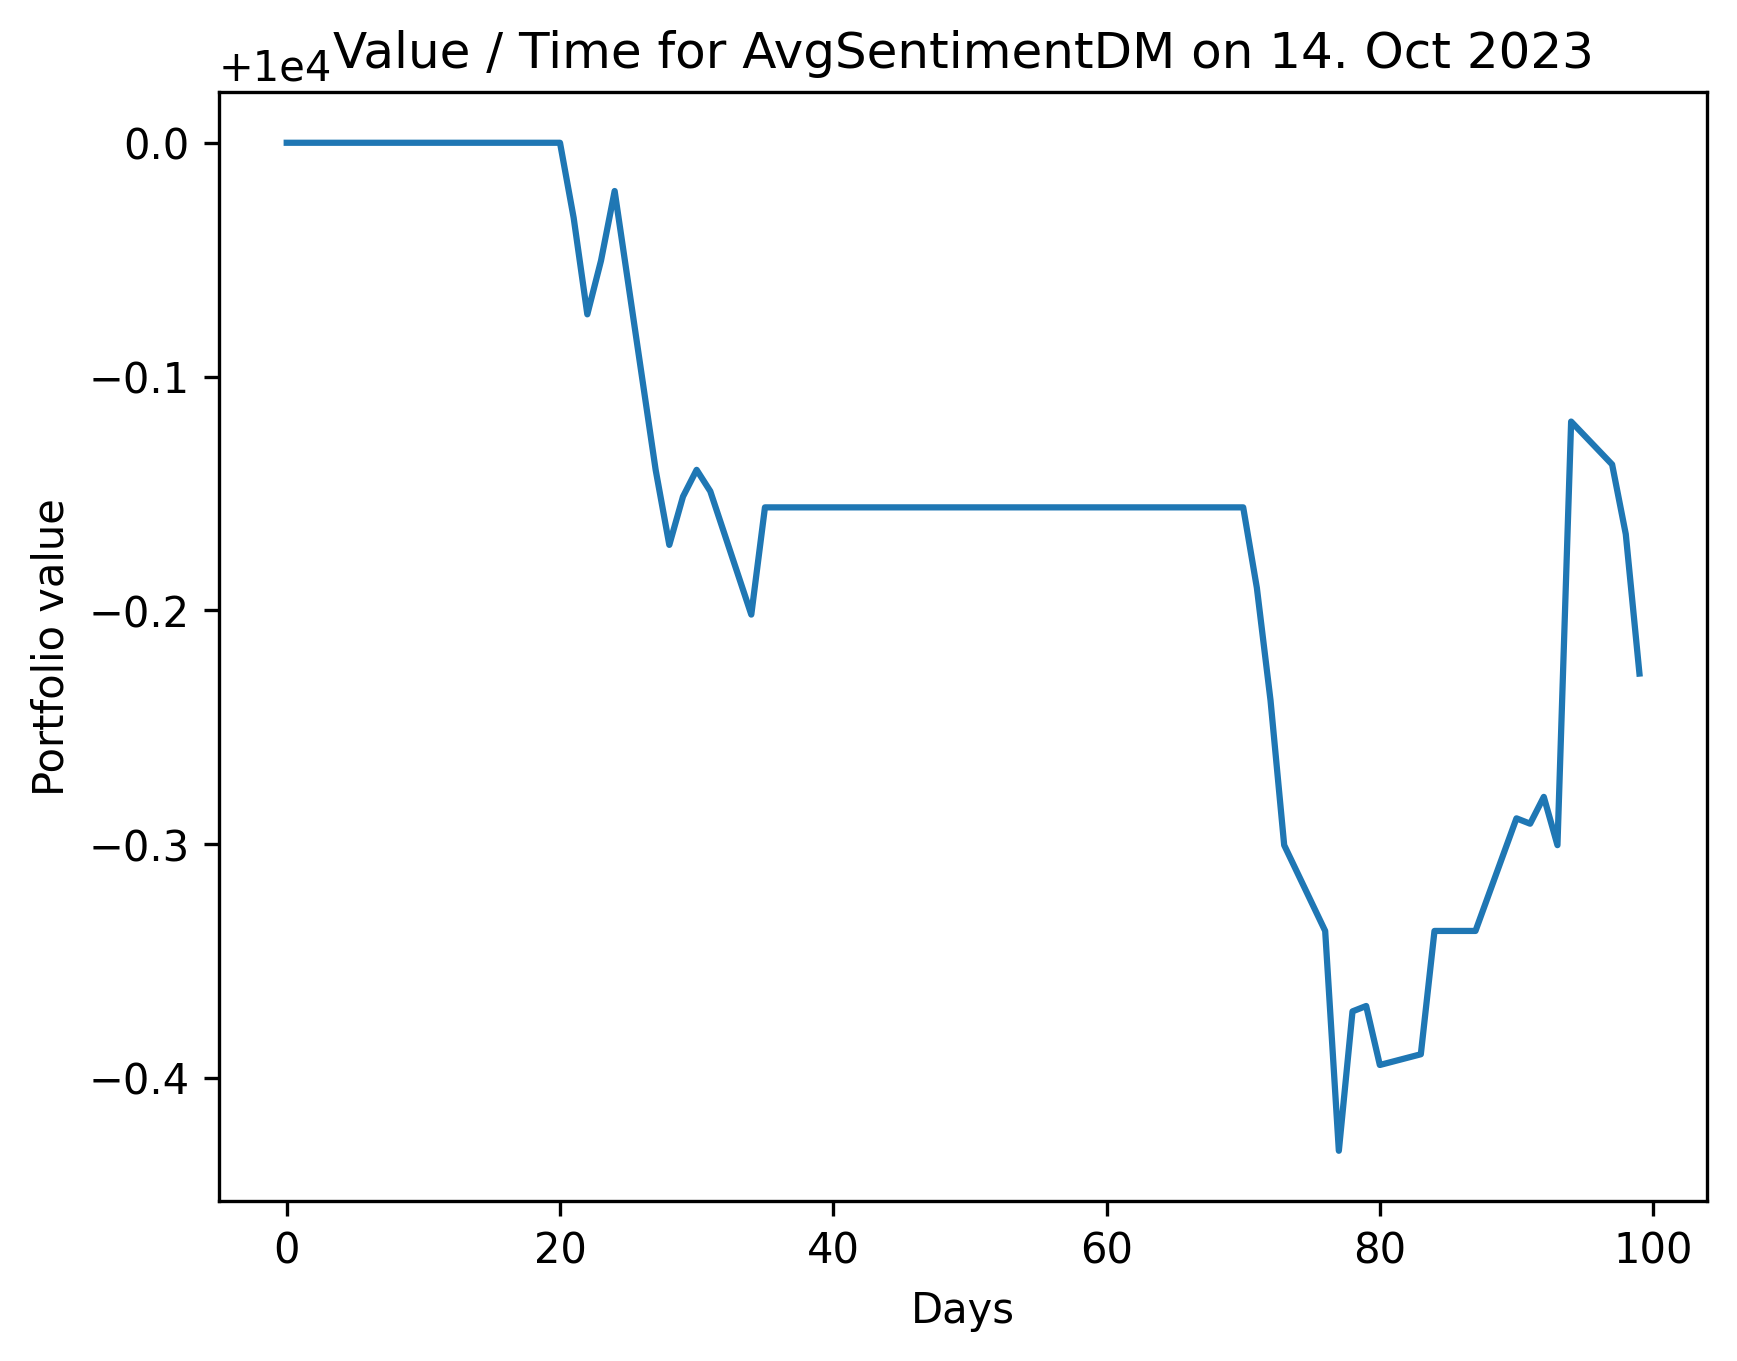 Value / Time for AvgSentimentDM on 14. Oct 2023
+1e4
0.0
−0.1
−0.2
−0.3
−0.4
Portfolio value
0 20 40 60 80 100
Days